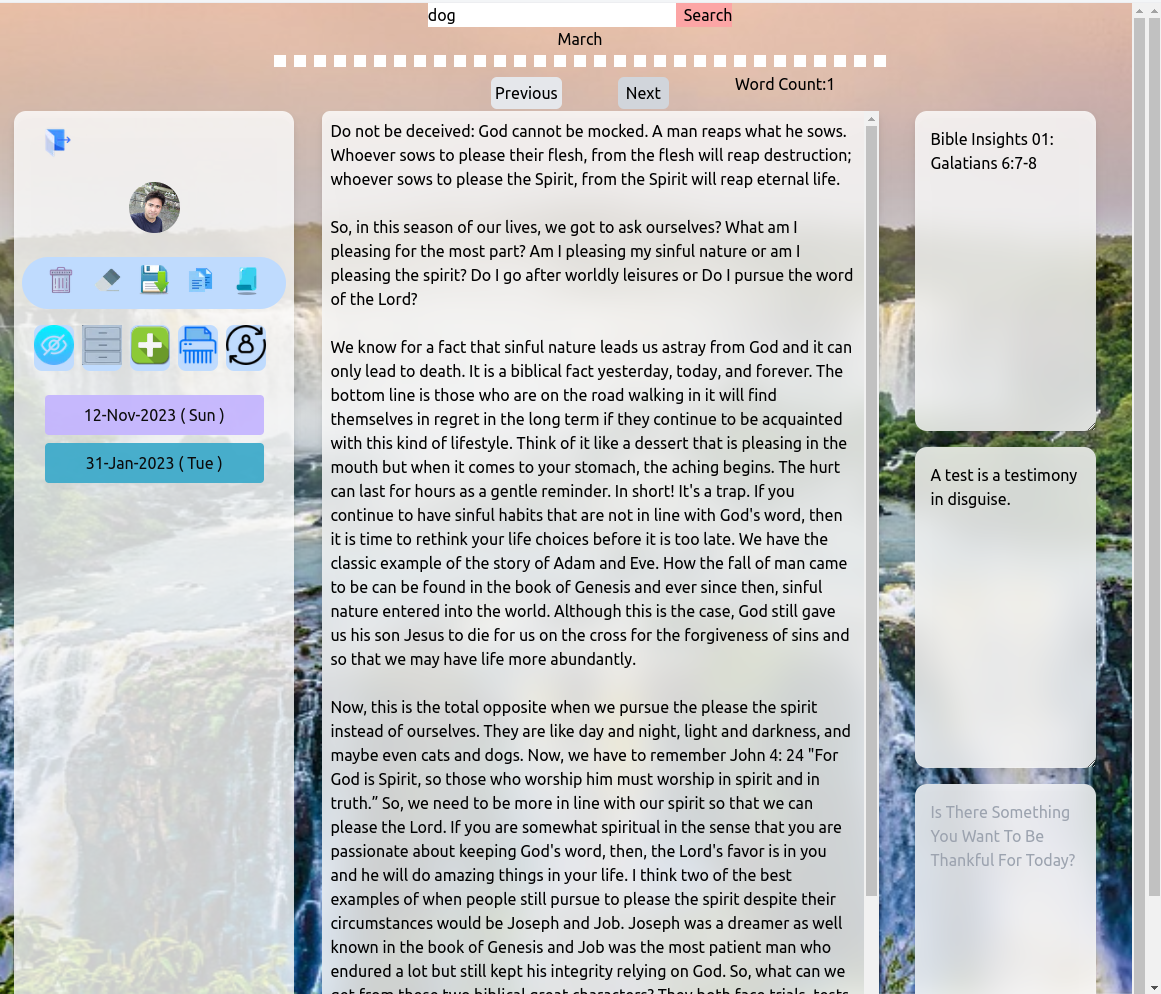 dog
Search
March
Previous
Next
Word Count:1
12-Nov-2023 ( Sun )
31-Jan-2023 ( Tue )
Do not be deceived: God cannot be mocked. A man reaps what he sows.
Whoever sows to please their flesh, from the flesh will reap destruction;
whoever sows to please the Spirit, from the Spirit will reap eternal life.
So, in this season of our lives, we got to ask ourselves? What am I
pleasing for the most part? Am I pleasing my sinful nature or am I
pleasing the spirit? Do I go after worldly leisures or Do I pursue the word
of the Lord?
We know for a fact that sinful nature leads us astray from God and it can
only lead to death. It is a biblical fact yesterday, today, and forever. The
bottom line is those who are on the road walking in it will find
themselves in regret in the long term if they continue to be acquainted
with this kind of lifestyle. Think of it like a dessert that is pleasing in the
mouth but when it comes to your stomach, the aching begins. The hurt
can last for hours as a gentle reminder. In short! It's a trap. If you
continue to have sinful habits that are not in line with God's word, then
it is time to rethink your life choices before it is too late. We have the
classic example of the story of Adam and Eve. How the fall of man came
to be can be found in the book of Genesis and ever since then, sinful
nature entered into the world. Although this is the case, God still gave
us his son Jesus to die for us on the cross for the forgiveness of sins and
so that we may have life more abundantly.
Now, this is the total opposite when we pursue the please the spirit
instead of ourselves. They are like day and night, light and darkness, and
maybe even cats and dogs. Now, we have to remember John 4: 24 "For
God is Spirit, so those who worship him must worship in spirit and in
truth.” So, we need to be more in line with our spirit so that we can
please the Lord. If you are somewhat spiritual in the sense that you are
passionate about keeping God's word, then, the Lord's favor is in you
and he will do amazing things in your life. I think two of the best
examples of when people still pursue to please the spirit despite their
circumstances would be Joseph and Job. Joseph was a dreamer as well
known in the book of Genesis and Job was the most patient man who
endured a lot but still kept his integrity relying on God. So, what can we
get from these two biblical great characters? They both face trials, tests
Bible Insights 01:
Galatians 6:7-8
A test is a testimony
in disguise.
Is There Something
You Want To Be
Thankful For Today?